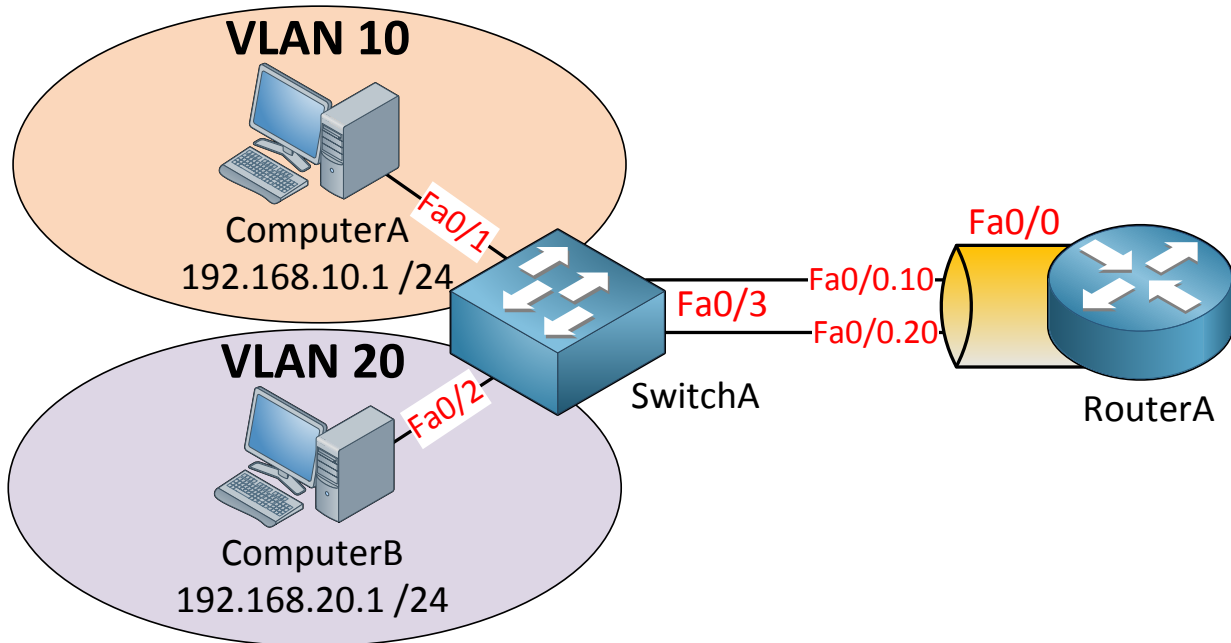 VLAN 10
ComputerA
192.168.10.1 /24
Fa0/1
VLAN 20
ComputerB
192.168.20.1 /24
Fa0/2
SwitchA
Fa0/3
Fa0/0.10
Fa0/0.20
Fa0/0
RouterA